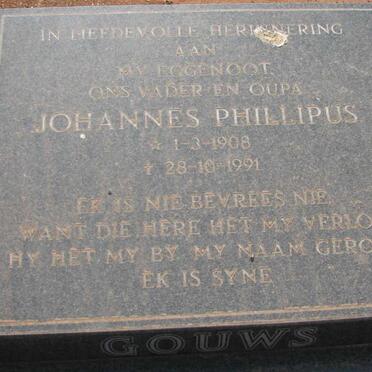 IN LIEFDEVOLLE HERINNERING
AAN
MY EGGENOOT
ONS VADER EN OUPA
JOHANNES PHILLIPUS
☆ 1-3-1908
† 28-10-1991
EK IS NIE BEVREES NIE
WANT DIE HERE HET MY VERLO
HY HET MY BY MY NAAM GERO
EK IS SYNE
GOUWS